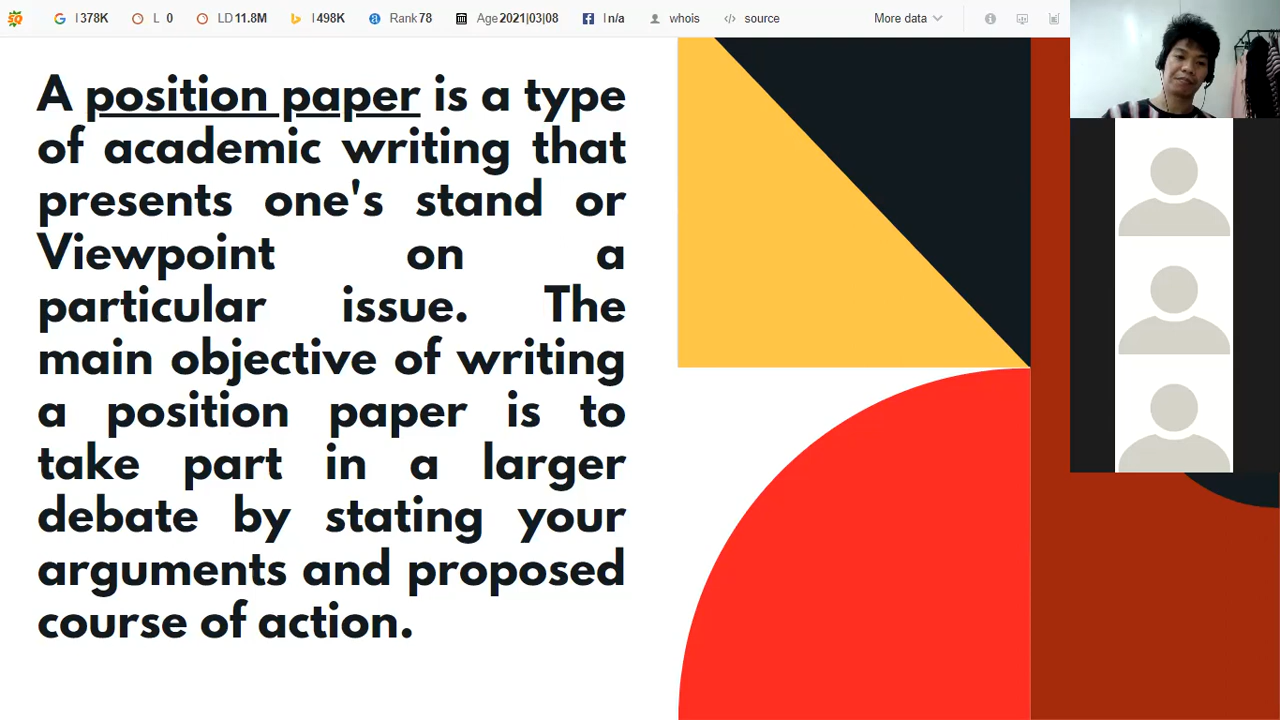 I 378K L 0 LD 11.8M I 498K Rank 78 Age 2021|03|08 I n/a whois source More data
A position paper is a type
of academic writing that
presents one's stand or
Viewpoint on a
particular issue. The
main objective of writing
a position paper is to
take part in a larger
debate by stating your
arguments and proposed
course of action.